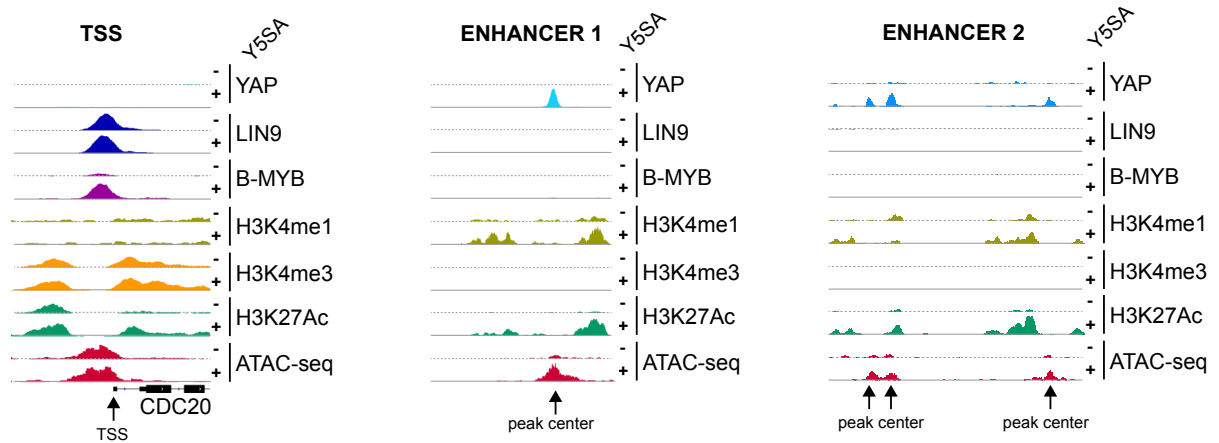 TSS
Y5SA
-
+
YAP
-
+
LIN9
-
+
B-MYB
-
+
H3K4me1
-
+
H3K4me3
-
+
H3K27Ac
-
+
ATAC-seq
CDC20
TSS
ENHANCER 1
Y5SA
-
+
YAP
-
+
LIN9
-
+
B-MYB
-
+
H3K4me1
-
+
H3K4me3
-
+
H3K27Ac
-
+
ATAC-seq
peak center
ENHANCER 2
Y5SA
-
+
YAP
-
+
LIN9
-
+
B-MYB
-
+
H3K4me1
-
+
H3K4me3
-
+
H3K27Ac
-
+
ATAC-seq
peak center
peak center